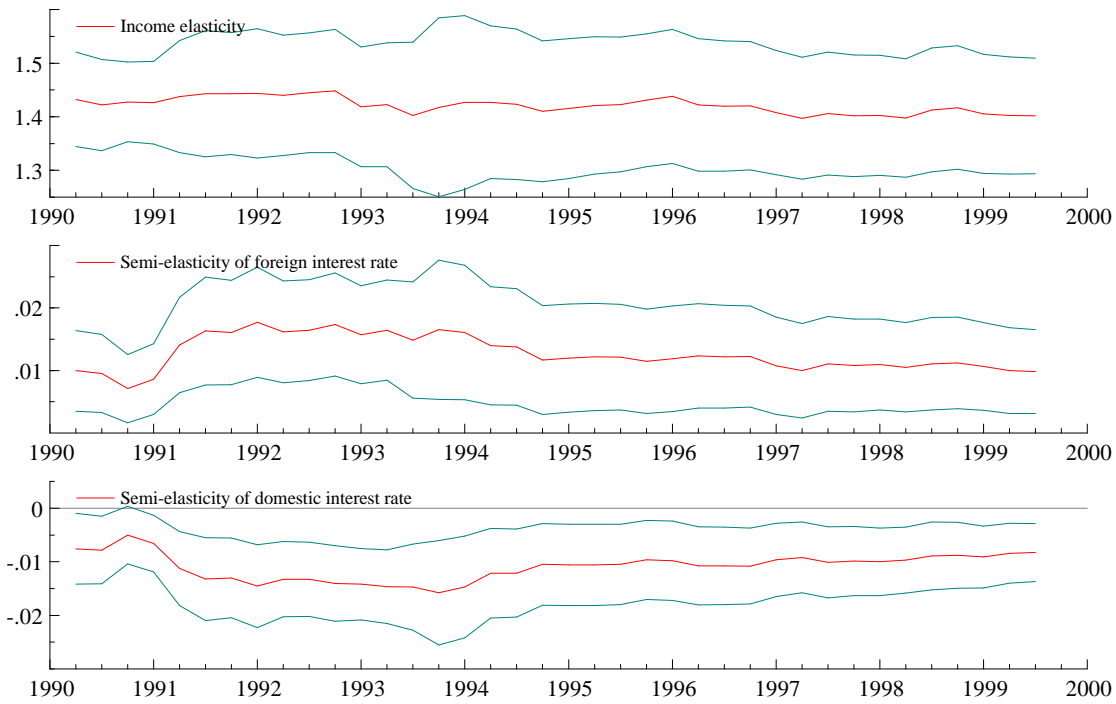 Income elasticity
1.5
1.4
1.3
1990 1991 1992 1993 1994 1995 1996 1997 1998 1999 2000
Semi-elasticity of foreign interest rate
.02
.01
1990 1991 1992 1993 1994 1995 1996 1997 1998 1999 2000
Semi-elasticity of domestic interest rate
0
-.01
-.02
1990 1991 1992 1993 1994 1995 1996 1997 1998 1999 2000